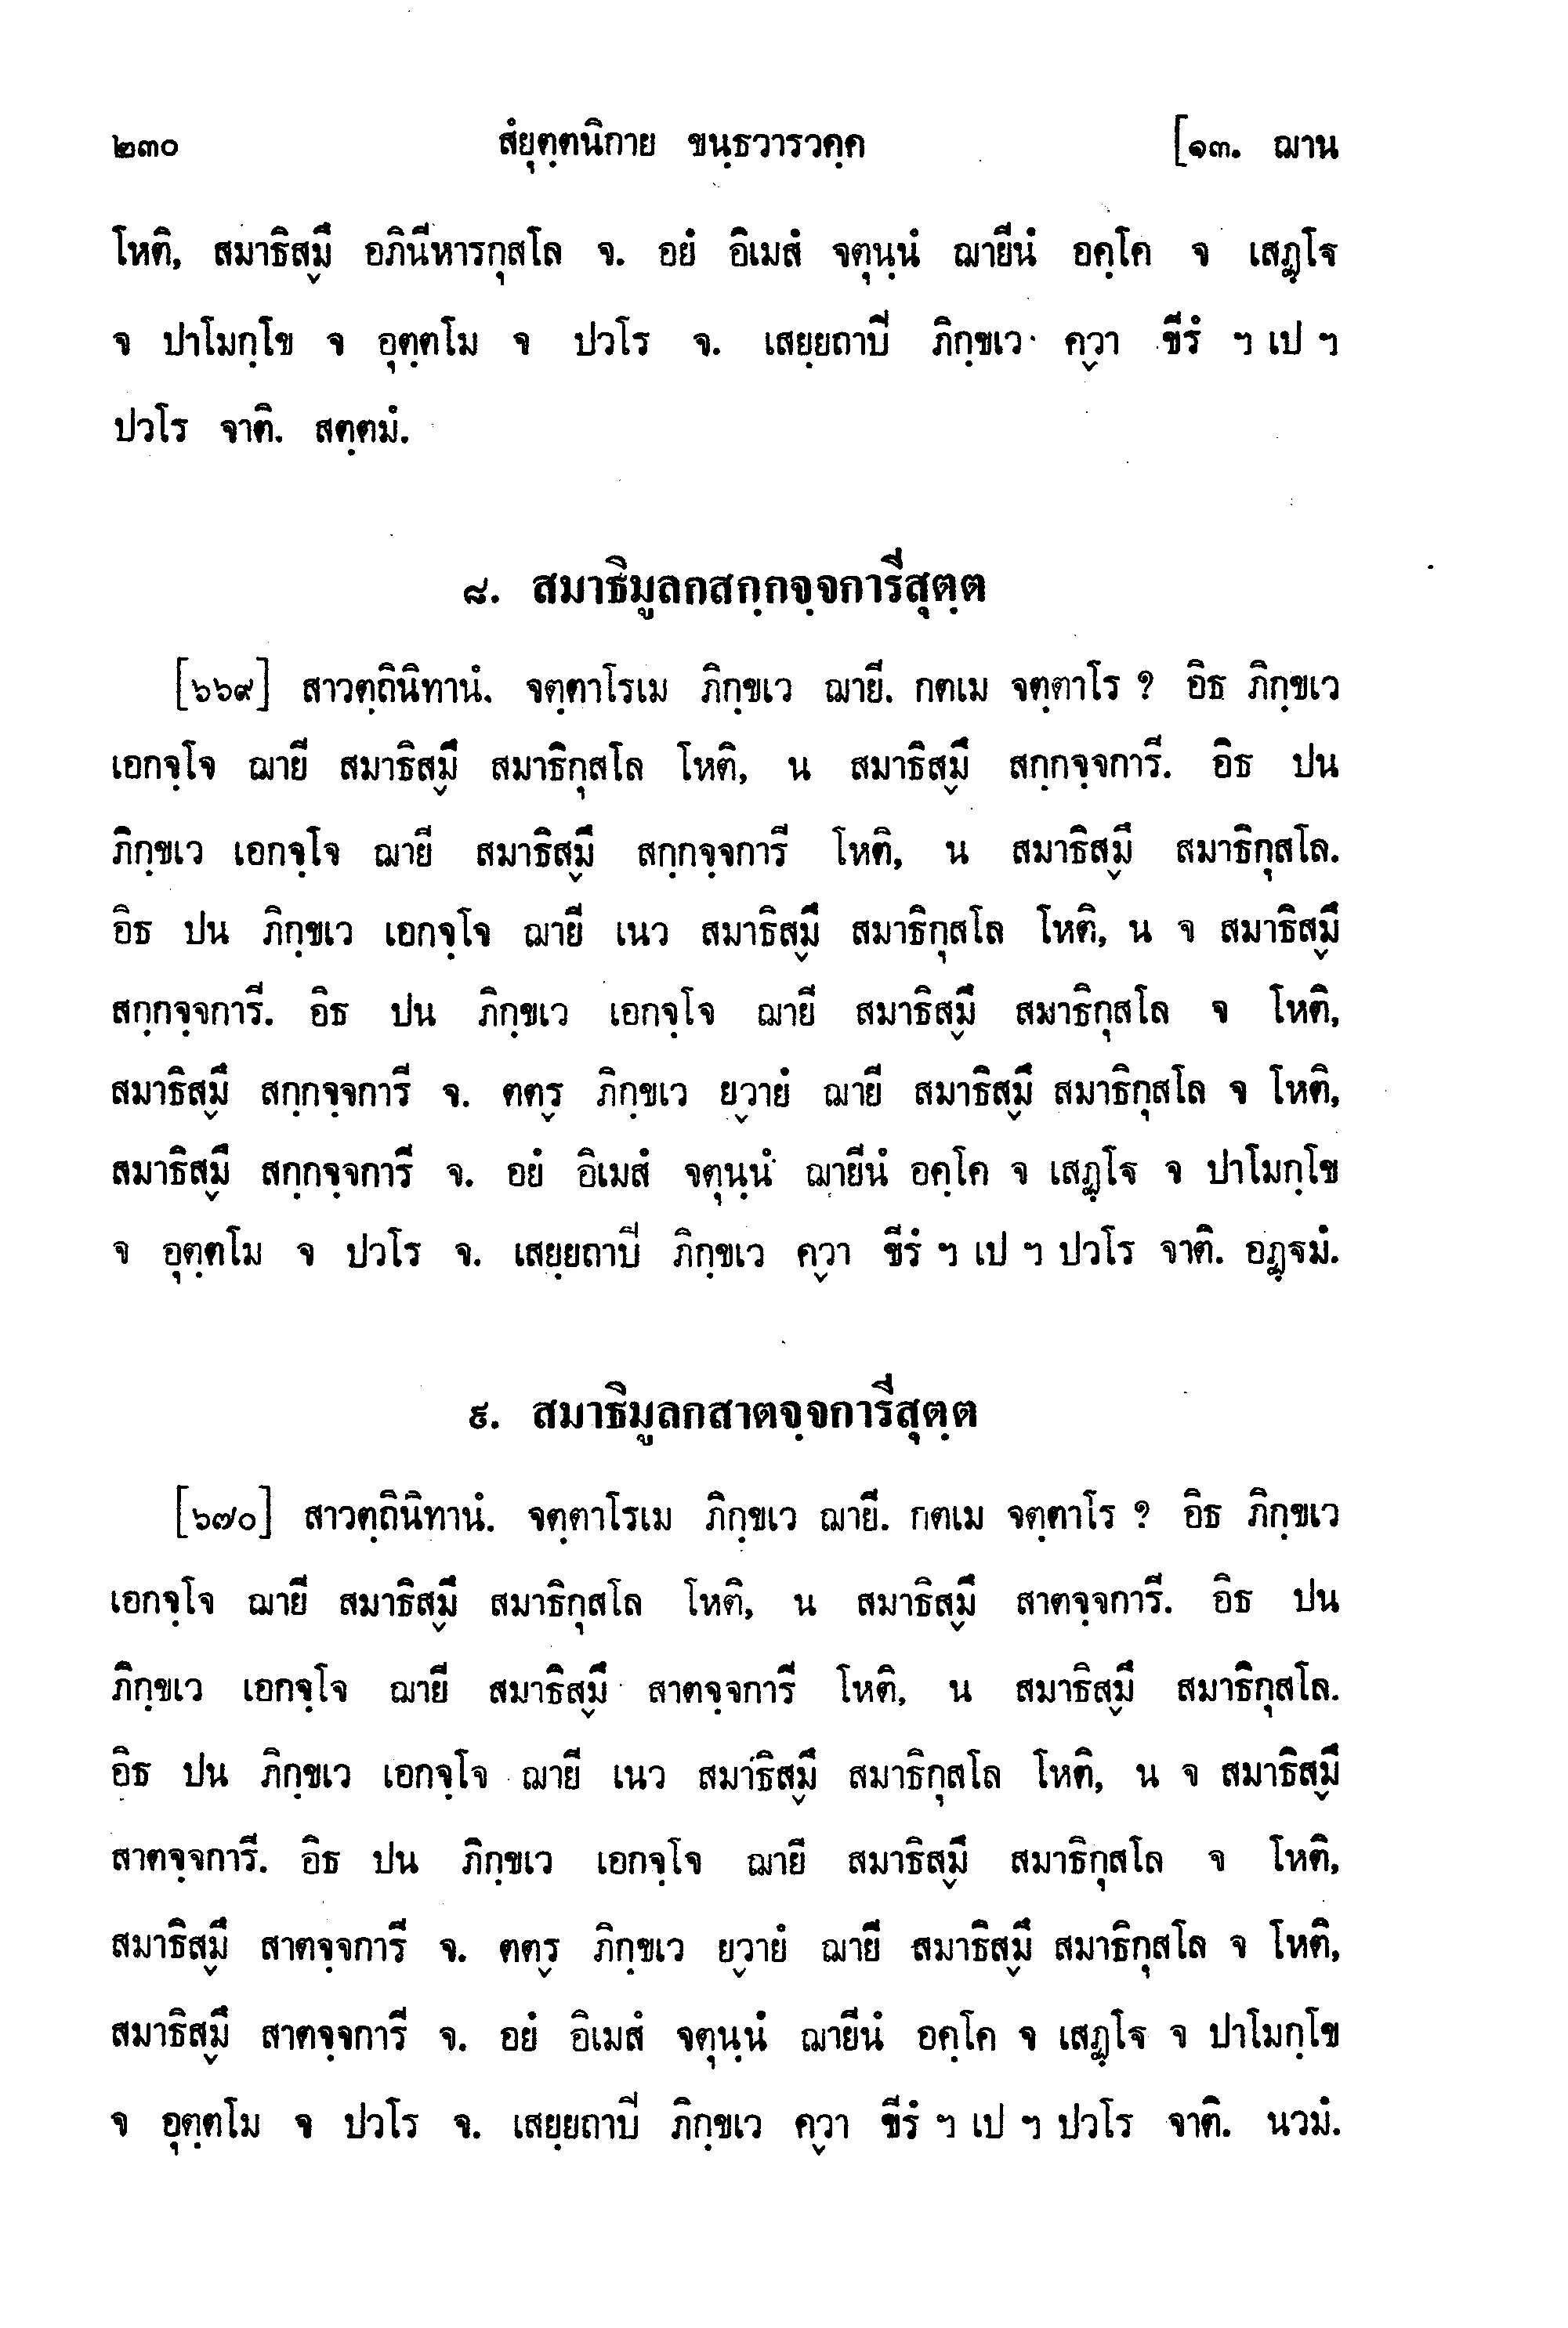 ๒๓๐ สํยุตฺตนิกาย ขนฺธวารวคฺค [๑๓. ฌาน
โหติ, สมาธิส๎มึ อภินีหารกุสโล จ. อยํ อิเมสํ จตุนฺนํ ฌายีนํ อคฺโค จ เสฏฺโฐ
จ ปาโมกฺโข จ อุตฺตโม จ ปวโร จ. เสยฺยถาปิ ภิกฺขเว ค๎วา ขีรํ ฯ เป ฯ
ปวโร จาติ. สตฺตมํ.
๘. สมาธิมูลกสกฺกจฺจการีสุตฺต
[๖๖๙] สาวตฺถินิทานํ. จตฺตาโรเม ภิกฺขเว ฌายี. กตเม จตฺตาโร ? อิธ ภิกฺขเว
เอกจฺโจ ฌายี สมาธิส๎มึ สมาธิกุสโล โหติ, น สมาธิส๎มึ สกฺกจฺจการี. อิธ ปน
ภิกฺขเว เอกจฺโจ ฌายี สมาธิส๎มึ สกฺกจฺจการี โหติ, น สมาธิส๎มึ สมาธิกุสโล.
อิธ ปน ภิกฺขเว เอกจฺโจ ฌายี เนว สมาธิส๎มึ สมาธิกุสโล โหติ, น จ สมาธิส๎มึ
สกฺกจฺจการี. อิธ ปน ภิกฺขเว เอกจฺโจ ฌายี สมาธิส๎มึ สมาธิกุสโล จ โหติ,
สมาธิส๎มึ สกฺกจฺจการี จ. ตต๎ร ภิกฺขเว ย๎วายํ ฌายี สมาธิส๎มึ สมาธิกุสโล จ โหติ,
สมาธิส๎มึ สกฺกจฺจการี จ. อยํ อิเมสํ จตุนฺนํ ฌายีนํ อคฺโค จ เสฏฺโฐ จ ปาโมกฺโข
จ อุตฺตโม จ ปวโร จ. เสยฺยถาปิ ภิกฺขเว ค๎วา ขีรํ ฯ เป ฯ ปวโร จาติ. อฏฺฐมํ.
๙. สมาธิมูลกสาตจฺจการีสุตฺต
[๖๗๐] สาวตฺถินิทานํ. จตฺตาโรเม ภิกฺขเว ฌายี. กตเม จตฺตาโร ? อิธ ภิกฺขเว
เอกจฺโจ ฌายี สมาธิส๎มึ สมาธิกุสโล โหติ, น สมาธิส๎มึ สาตจฺจการี. อิธ ปน
ภิกฺขเว เอกจฺโจ ฌายี สมาธิส๎มึ สาตจฺจการี โหติ, น สมาธิส๎มึ สมาธิกุสโล.
อิธ ปน ภิกฺขเว เอกจฺโจ ฌายี เนว สมาธิส๎มึ สมาธิกุสโล โหติ, น จ สมาธิส๎มึ
สาตจฺจการี. อิธ ปน ภิกฺขเว เอกจฺโจ ฌายี สมาธิส๎มึ สมาธิกุสโล จ โหติ,
สมาธิส๎มึ สาตจฺจการี จ. ตต๎ร ภิกฺขเว ย๎วายํ ฌายี สมาธิส๎มึ สมาธิกุสโล จ โหติ,
สมาธิส๎มึ สาตจฺจการี จ. อยํ อิเมสํ จตุนฺนํ ฌายีนํ อคฺโค จ เสฏฺโฐ จ ปาโมกฺโข
จ อุตฺตโม จ ปวโร จ. เสยฺยถาปิ ภิกฺขเว ค๎วา ขีรํ ฯ เป ฯ ปวโร จาติ. นวมํ.